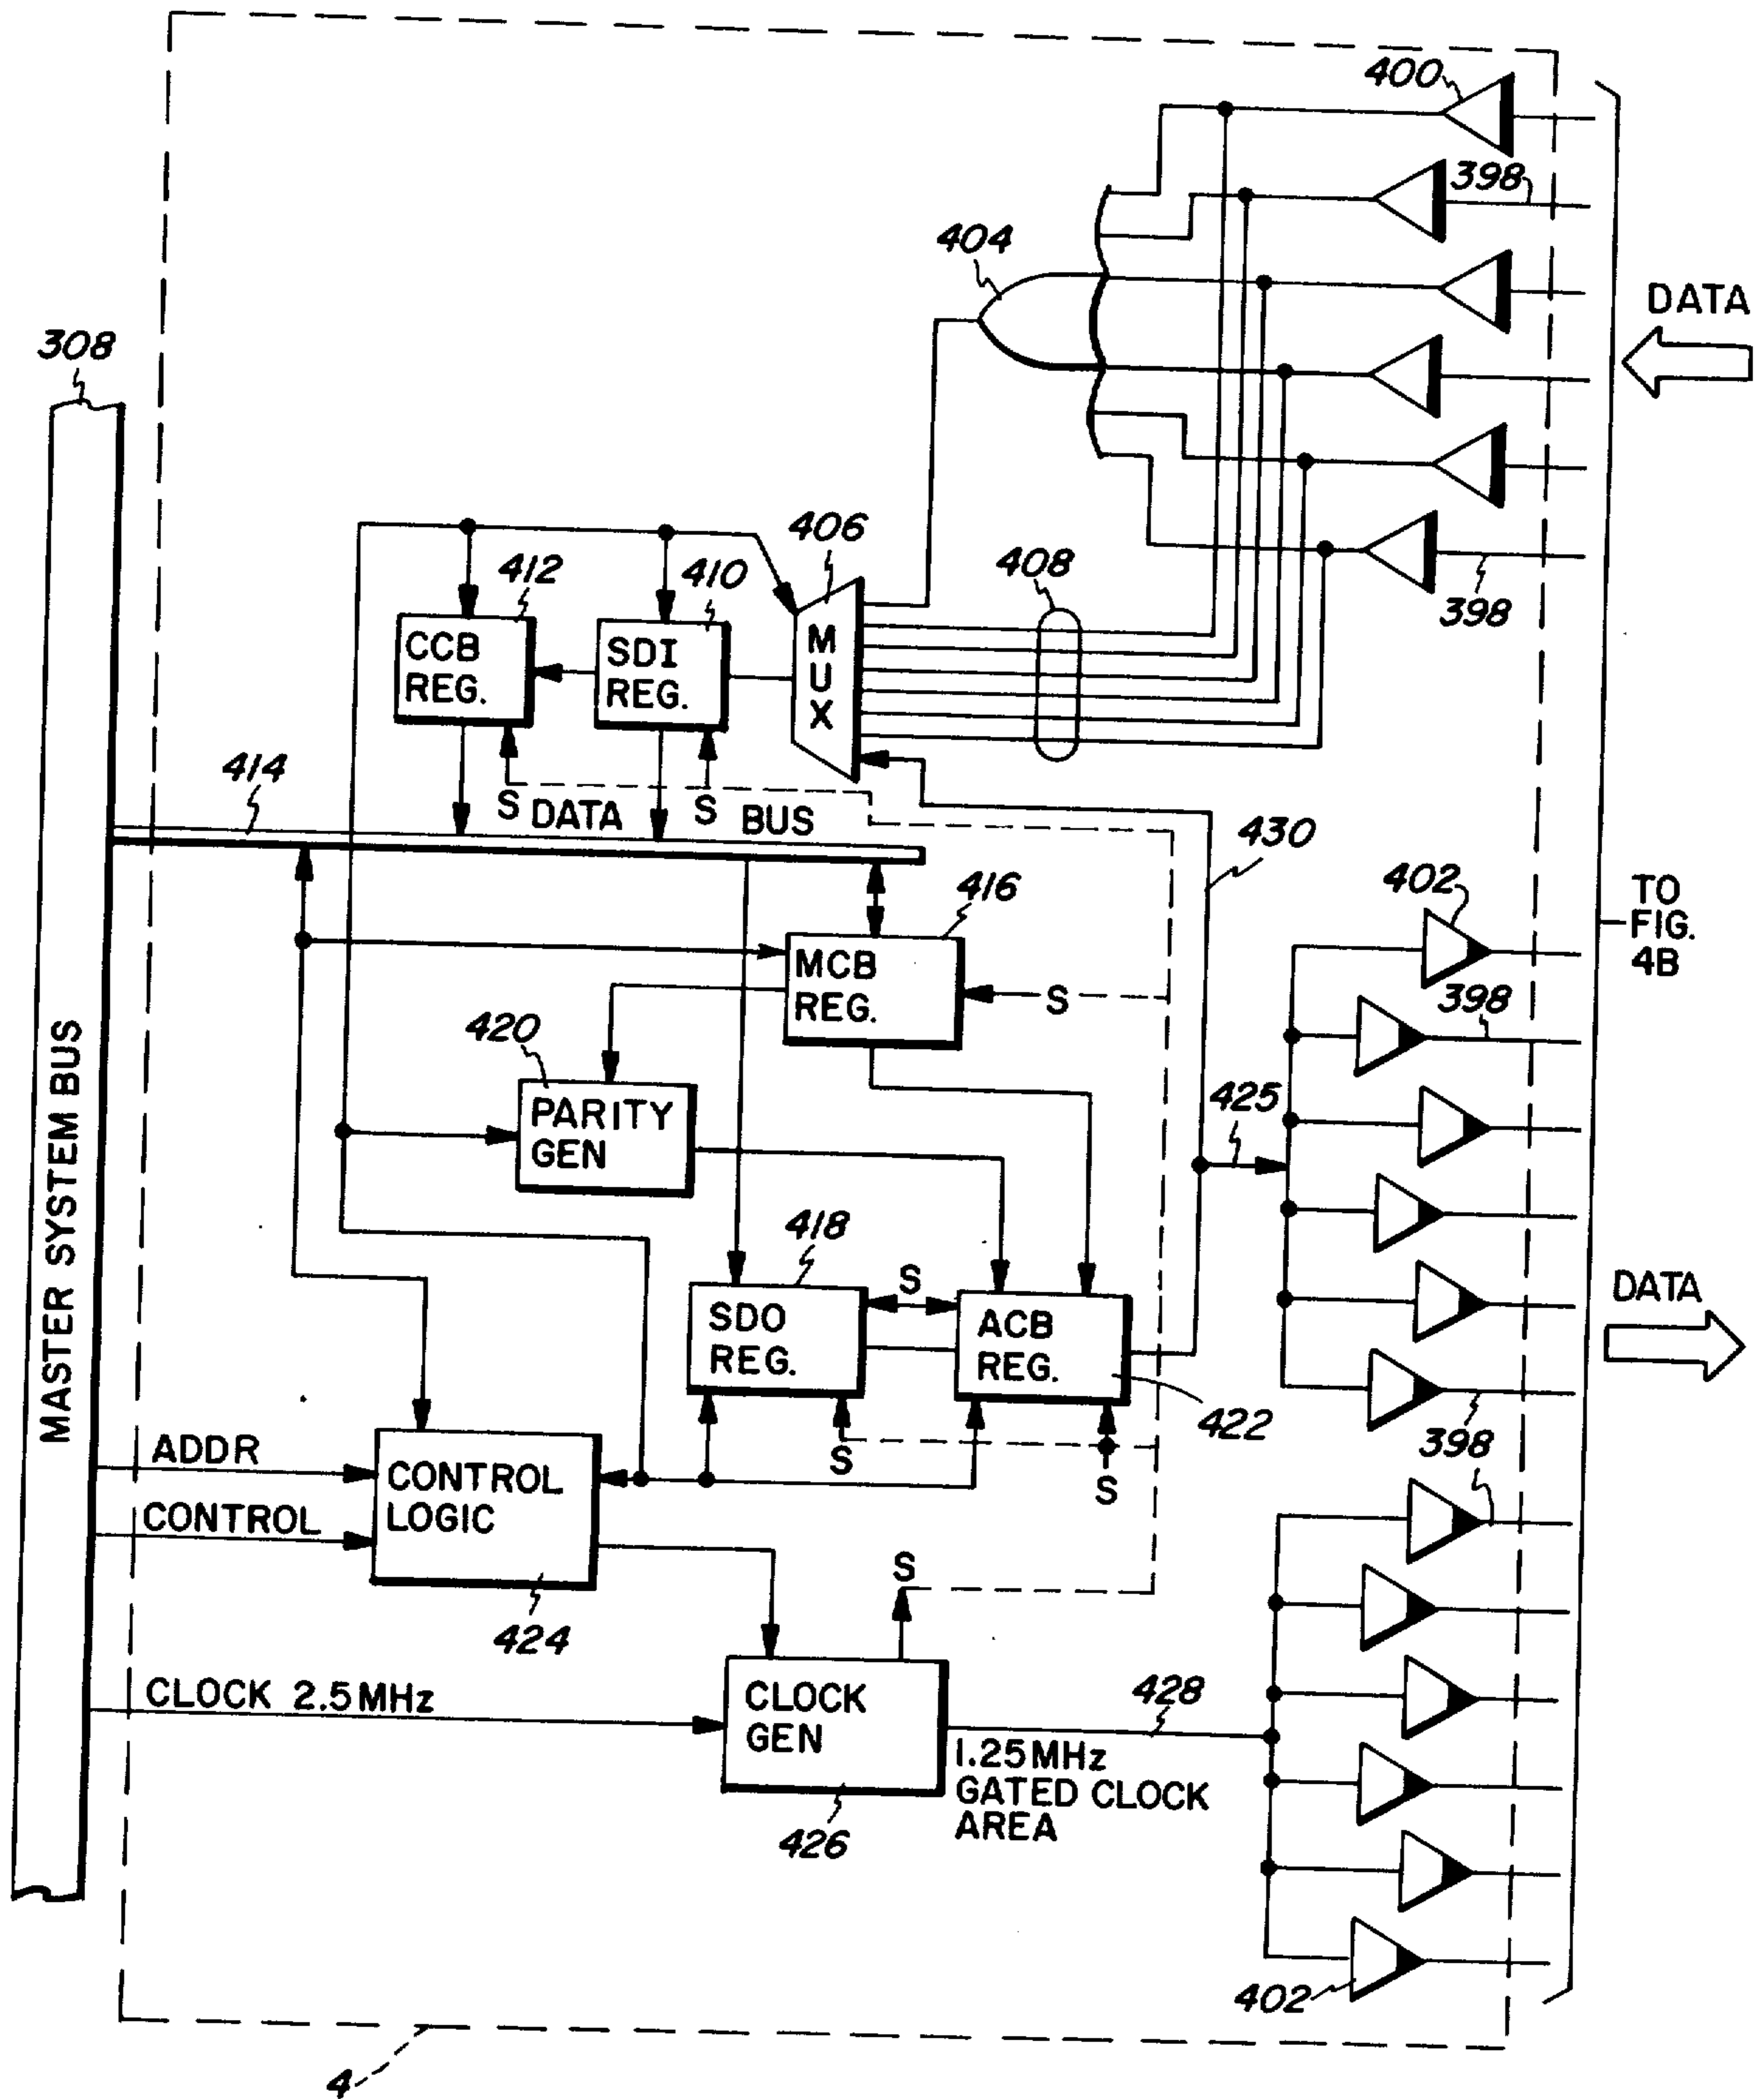 400
398
404
DATA
308
406
412
410
408
398
CCB
REG.
SDI
REG.
M
U
X
414
S
DATA
S
BUS
430
416
402
TO
FIG.
4B
MCB
REG.
S
398
420
PARITY
GEN
425
418
S
DATA
SDO
REG.
ACB
REG.
422
398
MASTER SYSTEM BUS
ADDR
S
S
CONTROL
LOGIC
CONTROL
424
S
CLOCK 2.5MHz
CLOCK
GEN
428
1.25MHz
GATED CLOCK
AREA
426
402
4